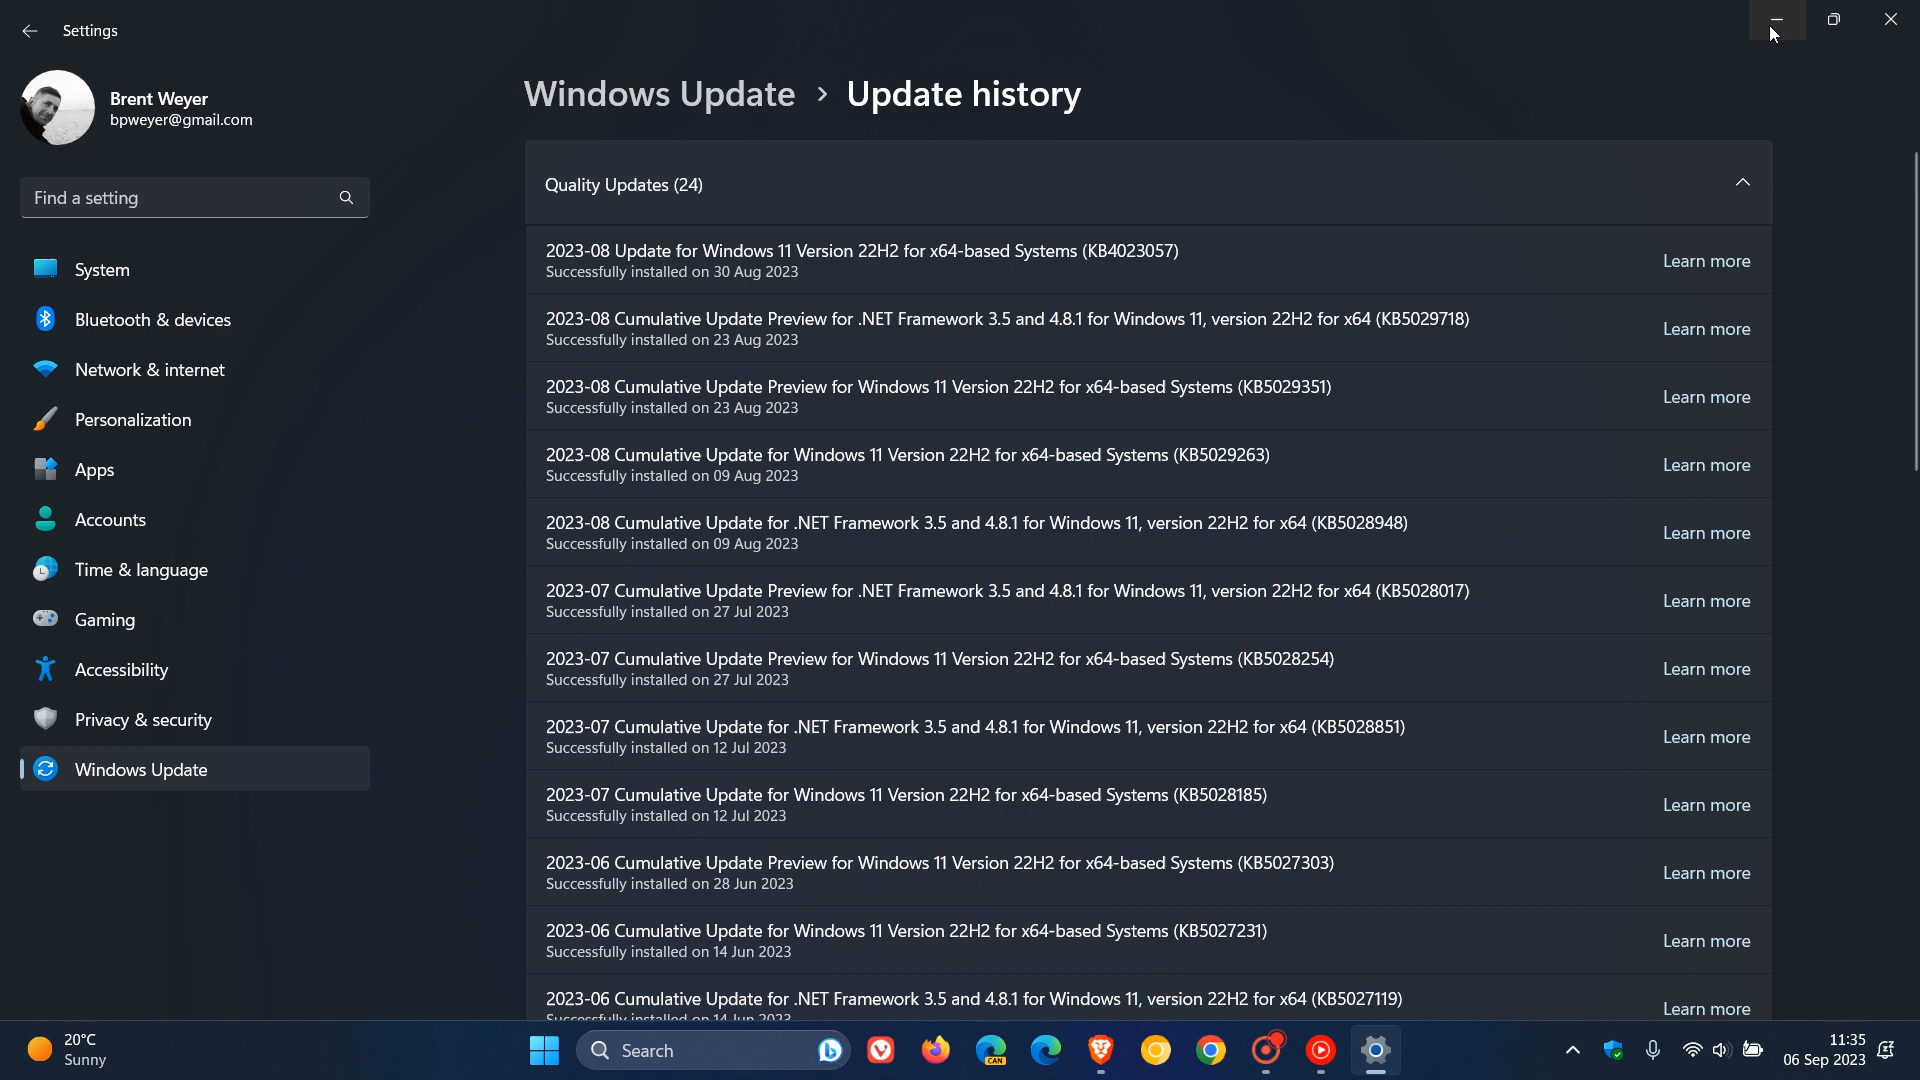 Settings
Brent Weyer
bpweyer@gmail.com
Find a setting
System
Bluetooth & devices
Network & internet
Personalization
Apps
Accounts
Time & language
Gaming
Accessibility
Privacy & security
Windows Update
Windows Update > Update history
Quality Updates (24)
2023-08 Update for Windows 11 Version 22H2 for x64-based Systems (KB4023057)
Successfully installed on 30 Aug 2023
Learn more
2023-08 Cumulative Update Preview for .NET Framework 3.5 and 4.8.1 for Windows 11, version 22H2 for x64 (KB5029718)
Successfully installed on 23 Aug 2023
Learn more
2023-08 Cumulative Update Preview for Windows 11 Version 22H2 for x64-based Systems (KB5029351)
Successfully installed on 23 Aug 2023
Learn more
2023-08 Cumulative Update for Windows 11 Version 22H2 for x64-based Systems (KB5029263)
Successfully installed on 09 Aug 2023
Learn more
2023-08 Cumulative Update for .NET Framework 3.5 and 4.8.1 for Windows 11, version 22H2 for x64 (KB5028948)
Successfully installed on 09 Aug 2023
Learn more
2023-07 Cumulative Update Preview for .NET Framework 3.5 and 4.8.1 for Windows 11, version 22H2 for x64 (KB5028017)
Successfully installed on 27 Jul 2023
Learn more
2023-07 Cumulative Update Preview for Windows 11 Version 22H2 for x64-based Systems (KB5028254)
Successfully installed on 27 Jul 2023
Learn more
2023-07 Cumulative Update for .NET Framework 3.5 and 4.8.1 for Windows 11, version 22H2 for x64 (KB5028851)
Successfully installed on 12 Jul 2023
Learn more
2023-07 Cumulative Update for Windows 11 Version 22H2 for x64-based Systems (KB5028185)
Successfully installed on 12 Jul 2023
Learn more
2023-06 Cumulative Update Preview for Windows 11 Version 22H2 for x64-based Systems (KB5027303)
Successfully installed on 28 Jun 2023
Learn more
2023-06 Cumulative Update for Windows 11 Version 22H2 for x64-based Systems (KB5027231)
Successfully installed on 14 Jun 2023
Learn more
2023-06 Cumulative Update for .NET Framework 3.5 and 4.8.1 for Windows 11, version 22H2 for x64 (KB5027119)
Successfully installed on 14 Jun 2023
Learn more
20°C
Sunny
Search
CAN
11:35
06 Sep 2023